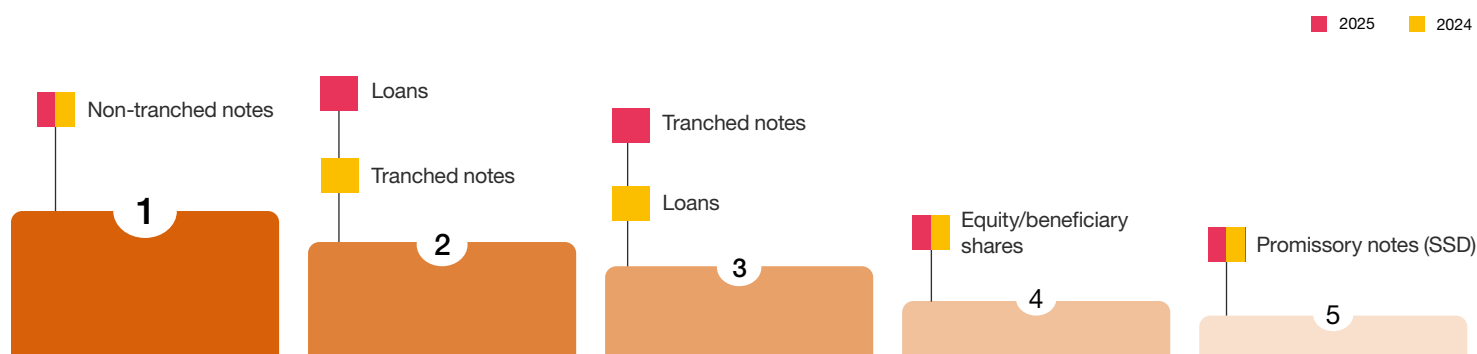 2025
2024
Non-tranched notes
1
Loans
Tranched notes
2
Tranched notes
Loans
3
Equity/beneficiary
shares
4
Promissory notes (SSD)
5